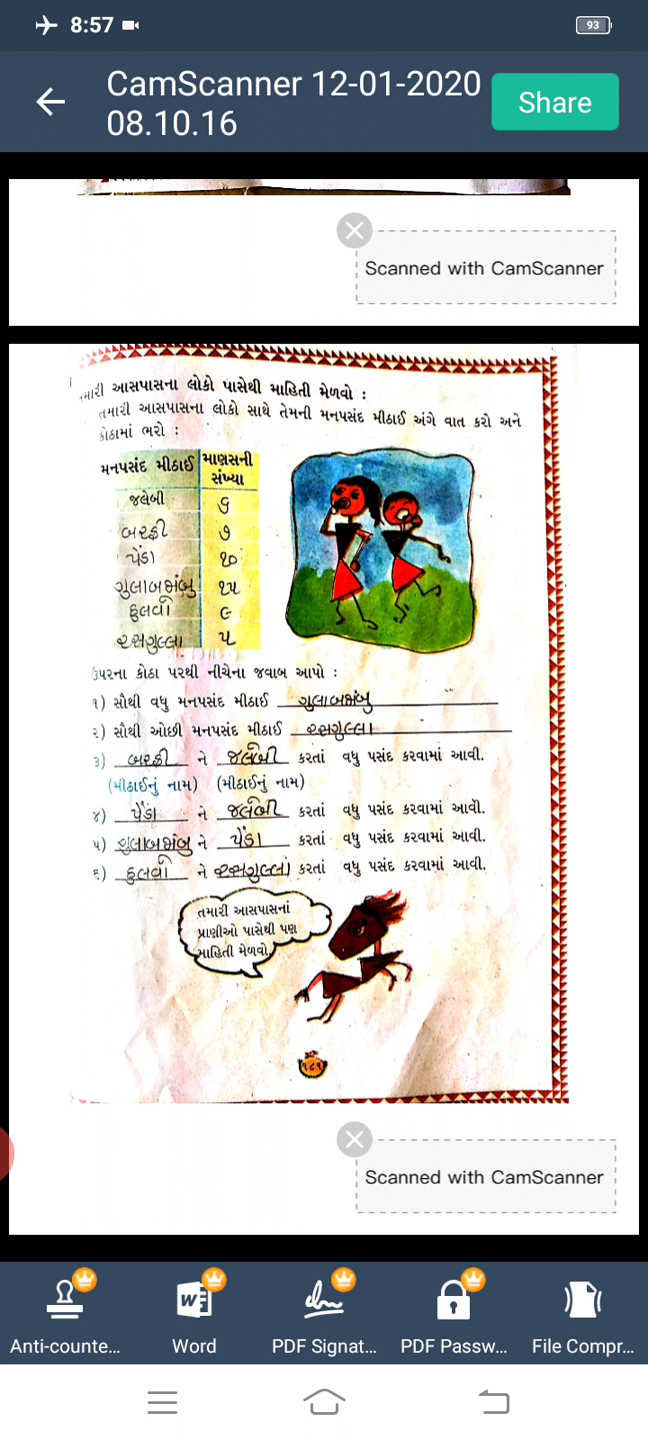 8:57
93
CamScanner 12-01-2020 08.10.16
Share
Scanned with CamScanner
તમારી આસપાસના લોકો પાસેથી માહિતી મેળવો :
તમારી આસપાસના લોકો સાથે તેમની મનપસંદ મીઠાઈ અંગે વાત કરો અને
કોઠામાં ભરો :
મનપસંદ મીઠાઈ માણસની સંખ્યા
જલેબી ૬
બરફી ૭
પેંડા ૧૦
ગુલાબજાંબુ ૧૫
હલવો ૯
રસગુલ્લા ૫
ઉપરના કોઠા પરથી નીચેના જવાબ આપો :
૧) સૌથી વધુ મનપસંદ મીઠાઈ ગુલાબજાંબુ
૨) સૌથી ઓછી મનપસંદ મીઠાઈ રસગુલ્લા
૩) બરફી ને જલેબી કરતાં વધુ પસંદ કરવામાં આવી.
(મીઠાઈનું નામ) (મીઠાઈનું નામ)
૪) પેંડા ને જલેબી કરતાં વધુ પસંદ કરવામાં આવી.
૫) ગુલાબજાંબુ ને પેંડા કરતાં વધુ પસંદ કરવામાં આવી.
૬) હલવો ને રસગુલ્લાં કરતાં વધુ પસંદ કરવામાં આવી.
તમારી આસપાસનાં
પ્રાણીઓ પાસેથી પણ
માહિતી મેળવો.
૧૮૧
Scanned with CamScanner
Anti-counte... Word PDF Signat... PDF Passw... File Compr...